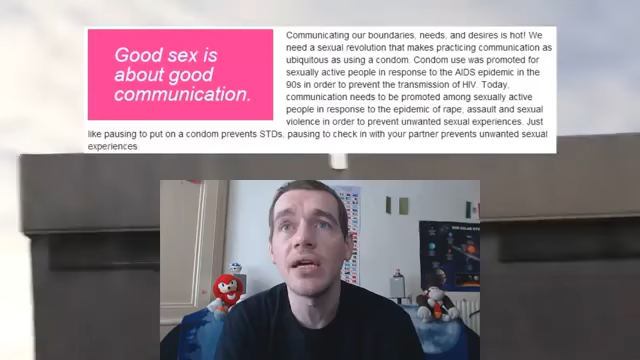 Good sex is
about good
communication.
Communicating our boundaries, needs, and desires is hot! We
need a sexual revolution that makes practicing communication as
ubiquitous as using a condom. Condom use was promoted for
sexually active people in response to the AIDS epidemic in the
90s in order to prevent the transmission of HIV. Today,
communication needs to be promoted among sexually active
people in response to the epidemic of rape, assault and sexual
violence in order to prevent unwanted sexual experiences. Just
like pausing to put on a condom prevents STDs, pausing to check in with your partner prevents unwanted sexual
experiences